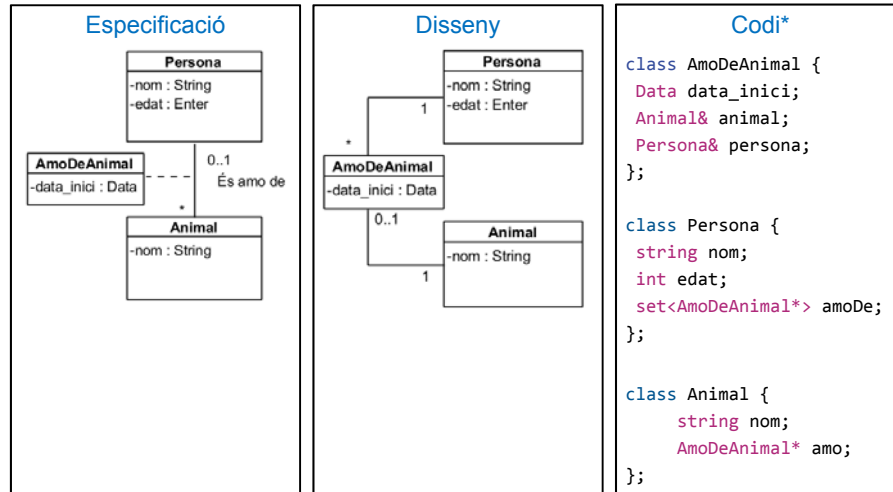 Especificació
Persona
-nom : String
-edat : Enter
AmoDeAnimal
-data_inici : Data
0..1
És amo de
*
Animal
-nom : String
Disseny
Persona
-nom : String
-edat : Enter
1
*
AmoDeAnimal
-data_inici : Data
0..1
Animal
-nom : String
1
Codi*
class AmoDeAnimal {
Data data_inici;
Animal& animal;
Persona& persona;
};
class Persona {
string nom;
int edat;
set<AmoDeAnimal*> amoDe;
};
class Animal {
string nom;
AmoDeAnimal* amo;
};